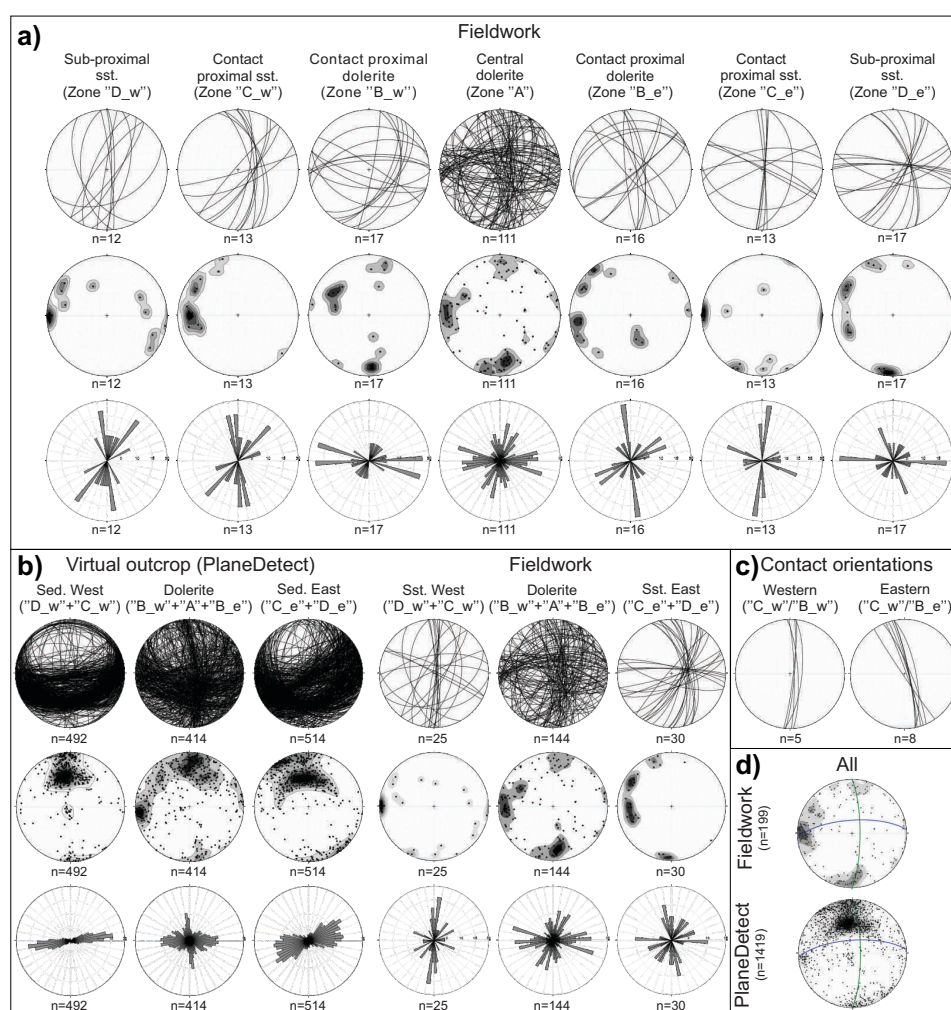 a)
Fieldwork
Sub-proximal
sst.
(Zone "D_w")
Contact
proximal sst.
(Zone "C_w")
Contact proximal
dolerite
(Zone "B_w")
Central
dolerite
(Zone "A")
Contact proximal
dolerite
(Zone "B_e")
Contact
proximal sst.
(Zone "C_e")
Sub-proximal
sst.
(Zone "D_e")
n=12 n=13 n=17 n=111 n=16 n=13 n=17
n=12 n=13 n=17 n=111 n=16 n=13 n=17
n=12 n=13 n=17 n=111 n=16 n=13 n=17
b)
Virtual outcrop (PlaneDetect)
Sed. West
("D_w"+"C_w")
Dolerite
("B_w"+"A"+"B_e")
Sed. East
("C_e"+"D_e")
Fieldwork
Sst. West
("D_w"+"C_w")
Dolerite
("B_w"+"A"+"B_e")
Sst. East
("C_e"+"D_e")
n=492 n=414 n=514 n=25 n=144 n=30
n=492 n=414 n=514 n=25 n=144 n=30
n=492 n=414 n=514 n=25 n=144 n=30
c)
Contact orientations
Western
("C_w"/"B_w")
Eastern
("C_w"/"B_e")
n=5 n=8
d)
All
Fieldwork
(n=199)
PlaneDetect
(n=1419)